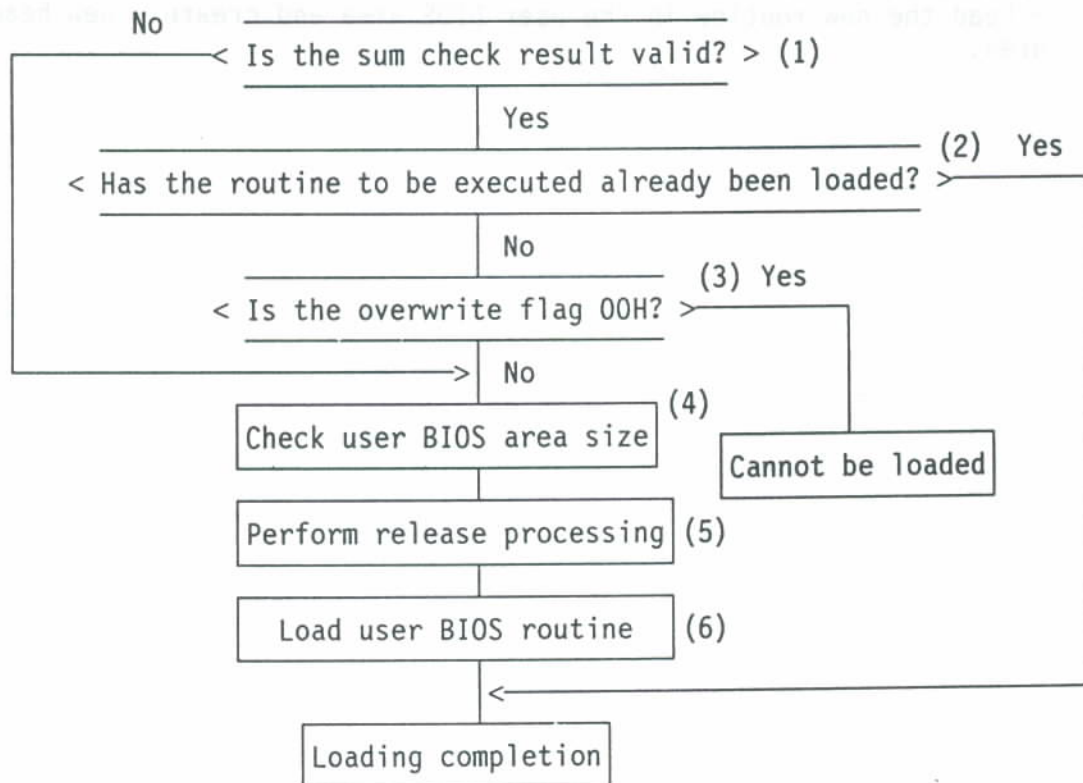 No
< Is the sum check result valid? > (1)
Yes
(2) Yes
< Has the routine to be executed already been loaded? >
No
(3) Yes
< Is the overwrite flag 00H? >
> No
(4)
Check user BIOS area size
Cannot be loaded
Perform release processing (5)
Load user BIOS routine (6)
<
Loading completion